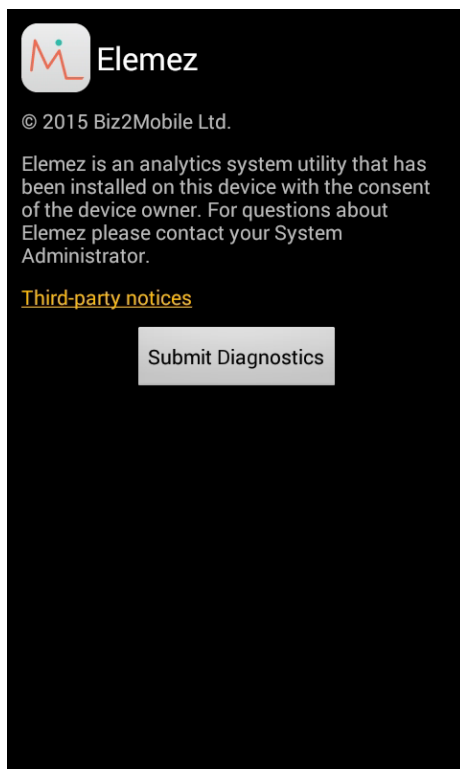 Elemez
© 2015 Biz2Mobile Ltd.
Elemez is an analytics system utility that has
been installed on this device with the consent
of the device owner. For questions about
Elemez please contact your System
Administrator.
Third-party notices
Submit Diagnostics